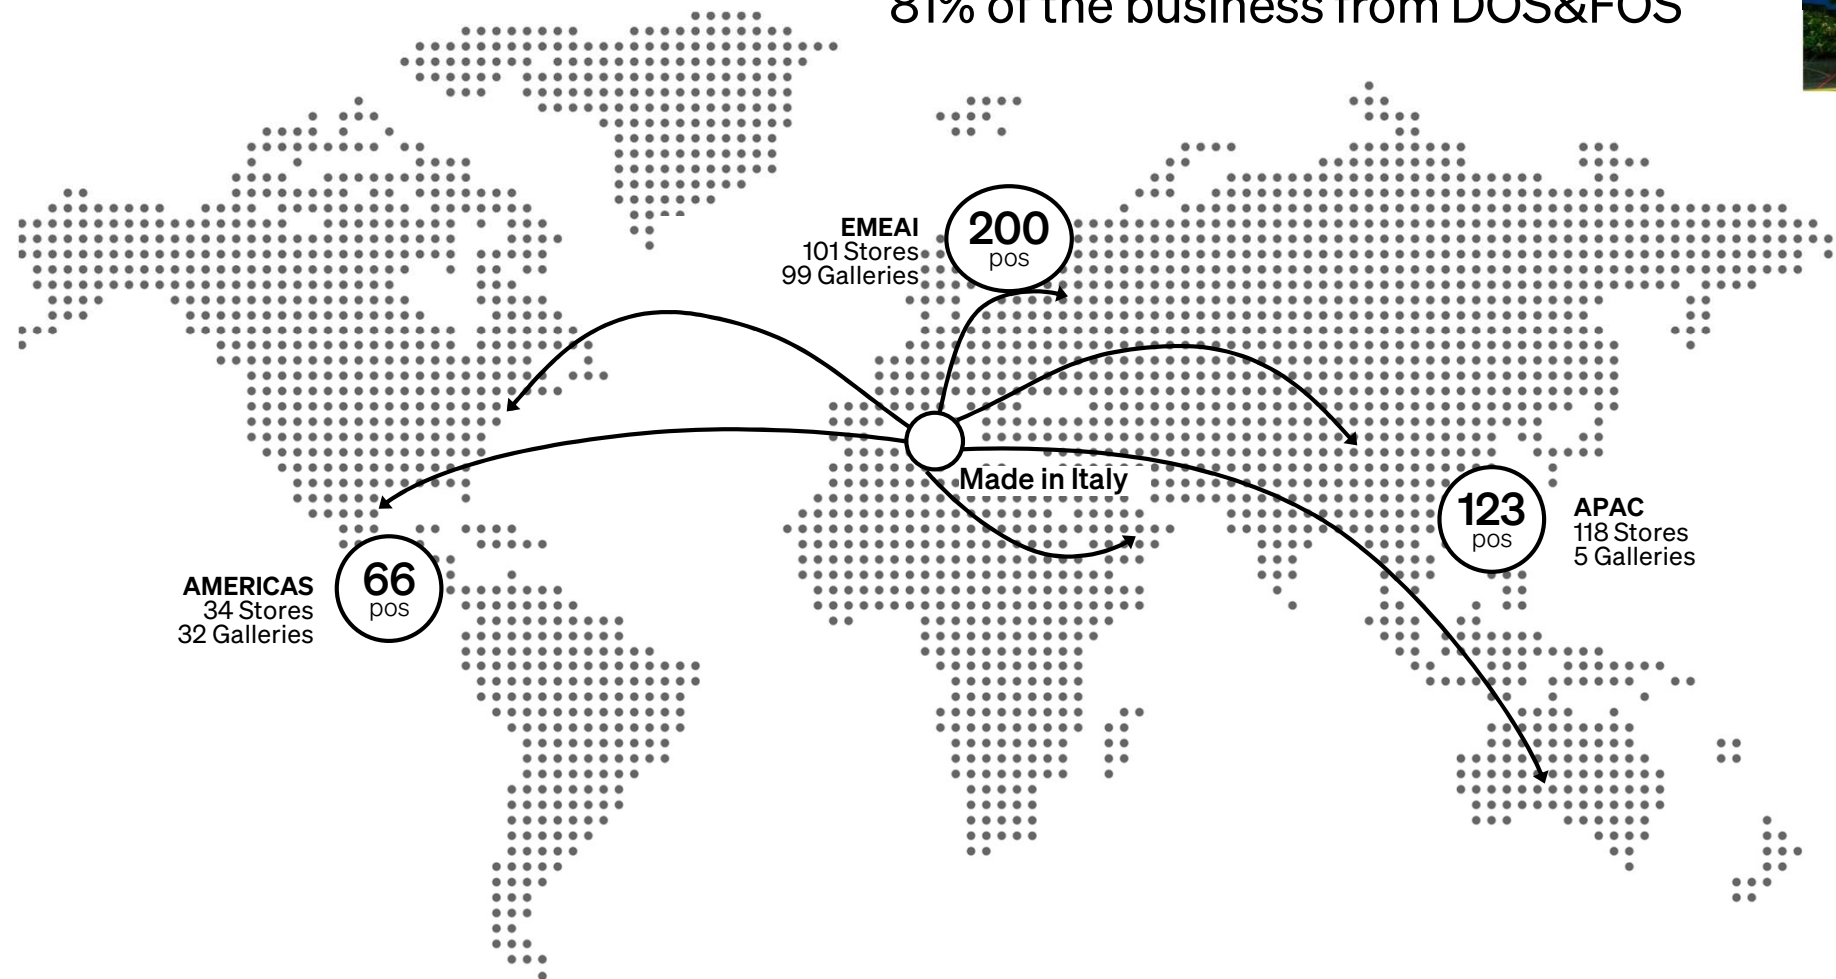 81% of the business from DOS&FOS
EMEAI
101 Stores
99 Galleries
200
pos
Made in Italy
123
pos
APAC
118 Stores
5 Galleries
AMERICAS
34 Stores
32 Galleries
66
pos